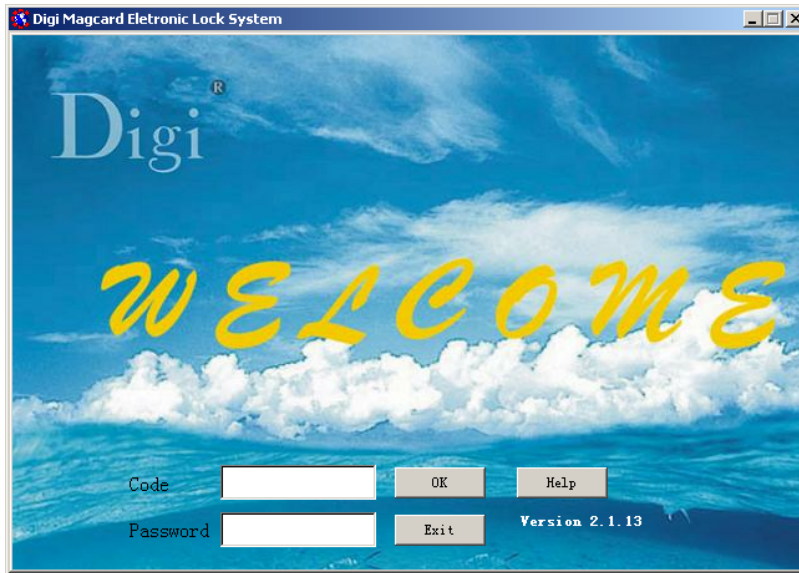 Digi Magcard Eletronic Lock System
Digi ®
WELCOME
Code
OK
Help
Password
Exit
Version 2.1.13